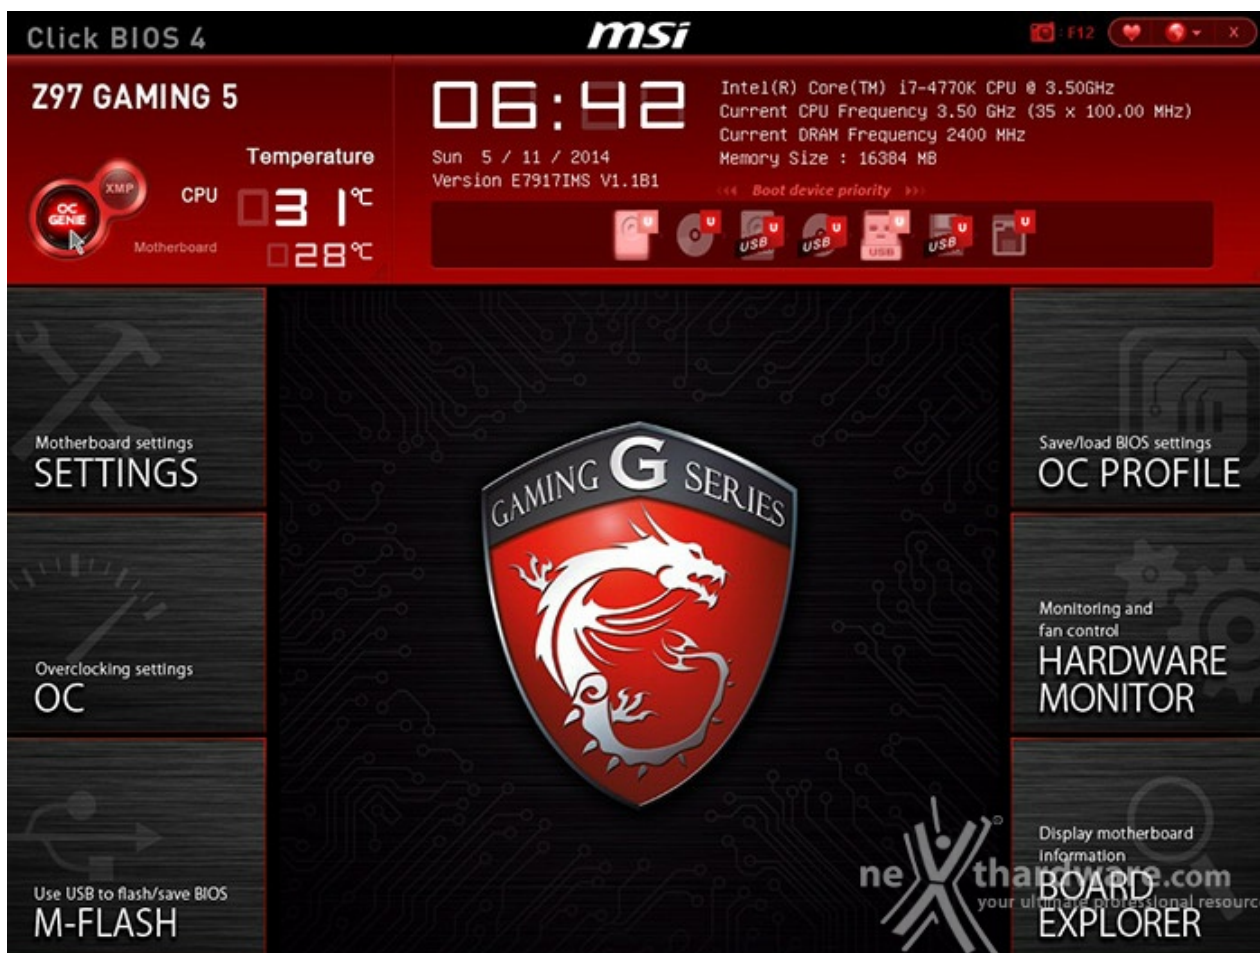 Click BIOS 4
msi
: F12
X
Z97 GAMING 5
06:42
Intel(R) Core(TM) i7-4770K CPU @ 3.50GHz
Current CPU Frequency 3.50 GHz (35 x 100.00 MHz)
Current DRAM Frequency 2400 MHz
Memory Size : 16384 MB
Sun 5 / 11 / 2014
Version E7917IMS V1.1B1
Temperature
XMP
OC
GENIE
CPU 31°C
Motherboard 28°C
Boot device priority
U U U U U U U
USB USB USB USB
Motherboard settings
SETTINGS
Overclocking settings
OC
Use USB to flash/save BIOS
M-FLASH
GAMING G SERIES
Save/load BIOS settings
OC PROFILE
Monitoring and
fan control
HARDWARE
MONITOR
Display motherboard
information
BOARD
EXPLORER
neXthardware.com
your ultimate professional resource